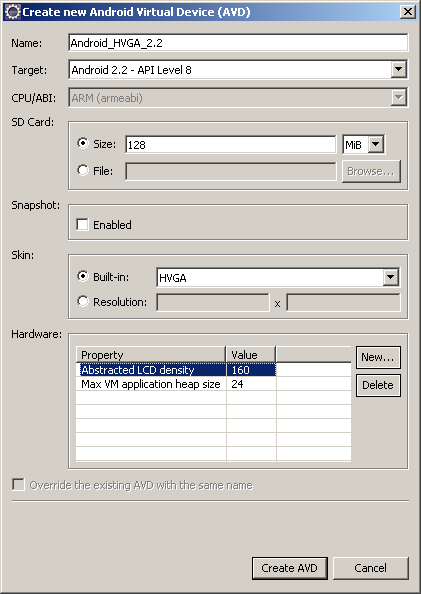 Create new Android Virtual Device (AVD)
Name: Android_HVGA_2.2
Target: Android 2.2 - API Level 8
CPU/ABI: ARM (armeabi)
SD Card:
Size: 128 MiB
File: Browse...
Snapshot:
Enabled
Skin:
Built-in: HVGA
Resolution: x
Hardware:
Property Value New...
Abstracted LCD density 160
Max VM application heap size 24 Delete
Override the existing AVD with the same name
Create AVD Cancel